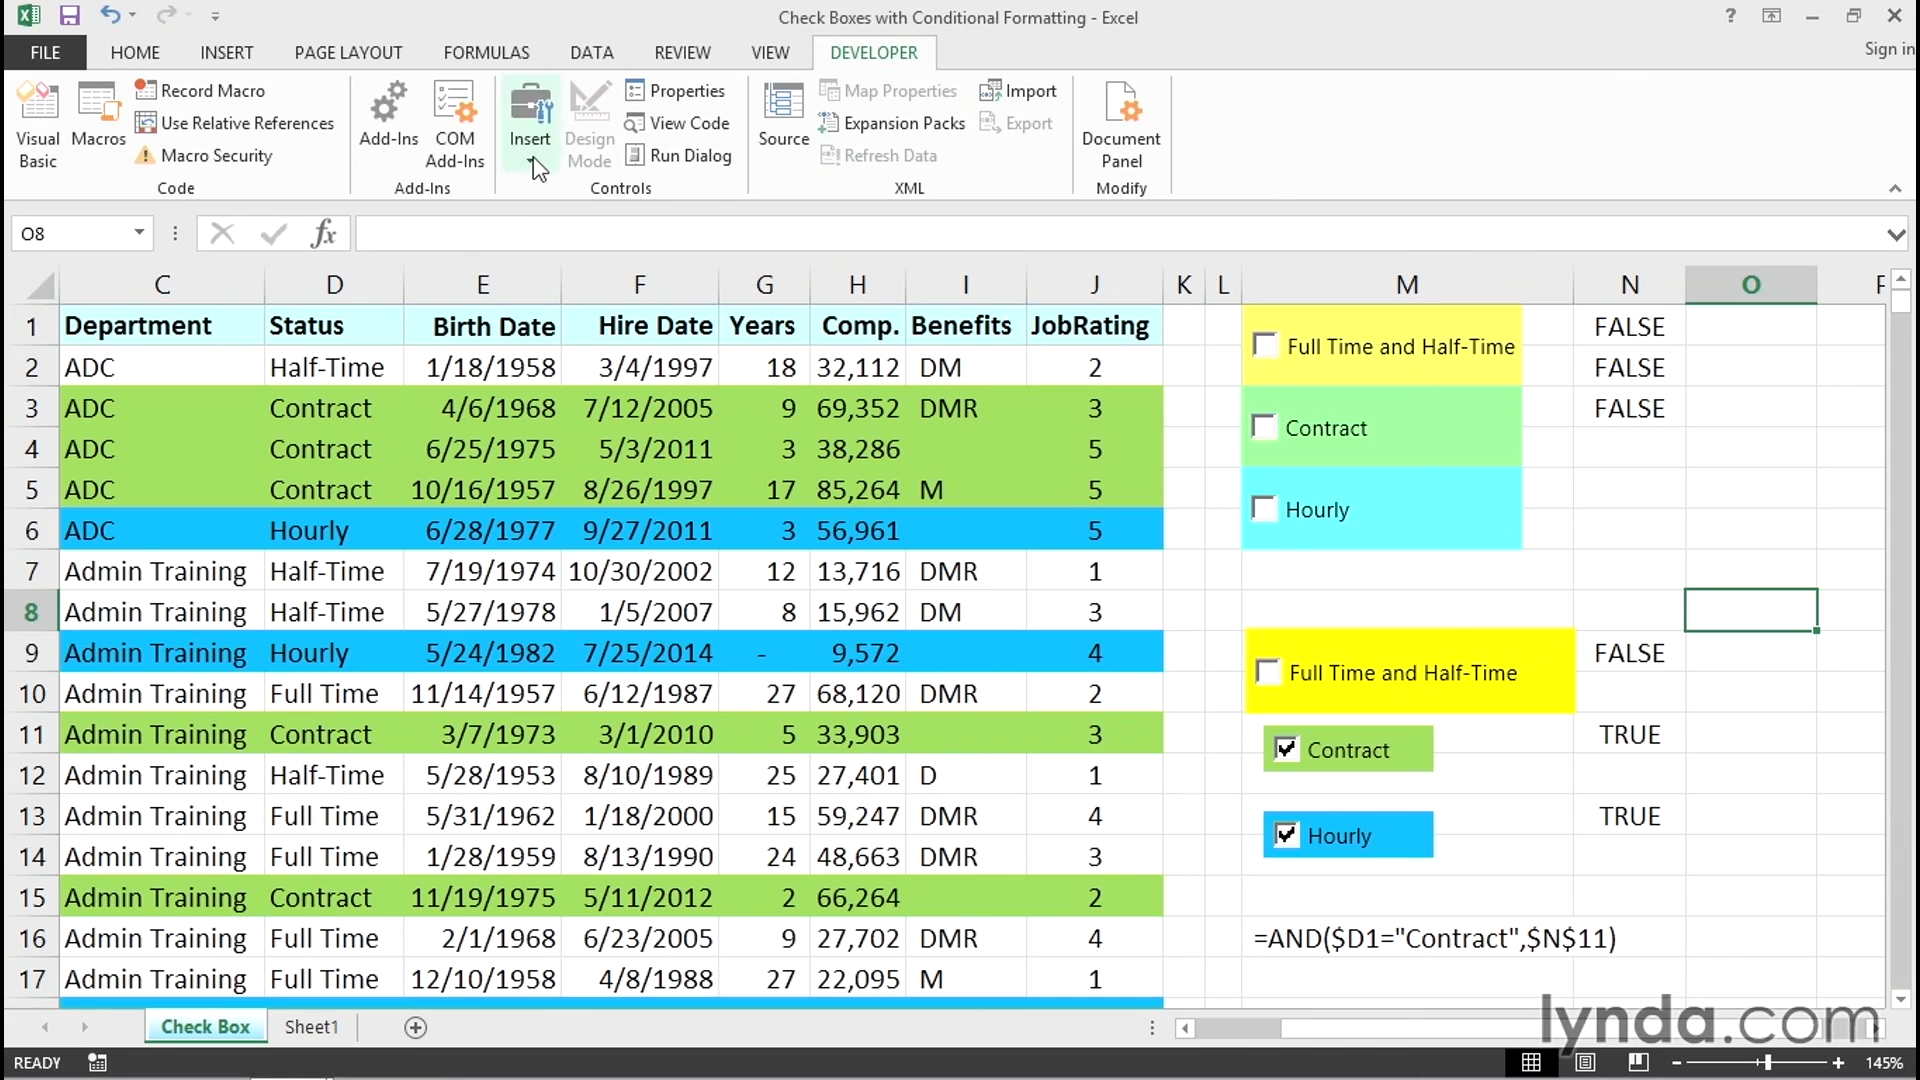 Check Boxes with Conditional Formatting - Excel
?
FILE HOME INSERT PAGE LAYOUT FORMULAS DATA REVIEW VIEW DEVELOPER Sign in
Visual Basic
Macros
Record Macro
Use Relative References
Macro Security
Code
Add-Ins
COM Add-Ins
Add-Ins
Insert
Design Mode
Properties
View Code
Run Dialog
Controls
Source
Map Properties
Expansion Packs
Refresh Data
Import
Export
XML
Document Panel
Modify
O8 fx
C D E F G H I J K L M N O
1 Department Status Birth Date Hire Date Years Comp. Benefits JobRating FALSE
Full Time and Half-Time
2 ADC Half-Time 1/18/1958 3/4/1997 18 32,112 DM 2 FALSE
3 ADC Contract 4/6/1968 7/12/2005 9 69,352 DMR 3 FALSE
Contract
4 ADC Contract 6/25/1975 5/3/2011 3 38,286 5
5 ADC Contract 10/16/1957 8/26/1997 17 85,264 M 5
Hourly
6 ADC Hourly 6/28/1977 9/27/2011 3 56,961 5
7 Admin Training Half-Time 7/19/1974 10/30/2002 12 13,716 DMR 1
8 Admin Training Half-Time 5/27/1978 1/5/2007 8 15,962 DM 3
9 Admin Training Hourly 5/24/1982 7/25/2014 - 9,572 4 FALSE
Full Time and Half-Time
10 Admin Training Full Time 11/14/1957 6/12/1987 27 68,120 DMR 2
11 Admin Training Contract 3/7/1973 3/1/2010 5 33,903 3 Contract TRUE
12 Admin Training Half-Time 5/28/1953 8/10/1989 25 27,401 D 1
13 Admin Training Full Time 5/31/1962 1/18/2000 15 59,247 DMR 4 Hourly TRUE
14 Admin Training Full Time 1/28/1959 8/13/1990 24 48,663 DMR 3
15 Admin Training Contract 11/19/1975 5/11/2012 2 66,264 2
16 Admin Training Full Time 2/1/1968 6/23/2005 9 27,702 DMR 4 =AND($D1="Contract",$N$11)
17 Admin Training Full Time 12/10/1958 4/8/1988 27 22,095 M 1
Check Box Sheet1
lynda.com
READY 145%